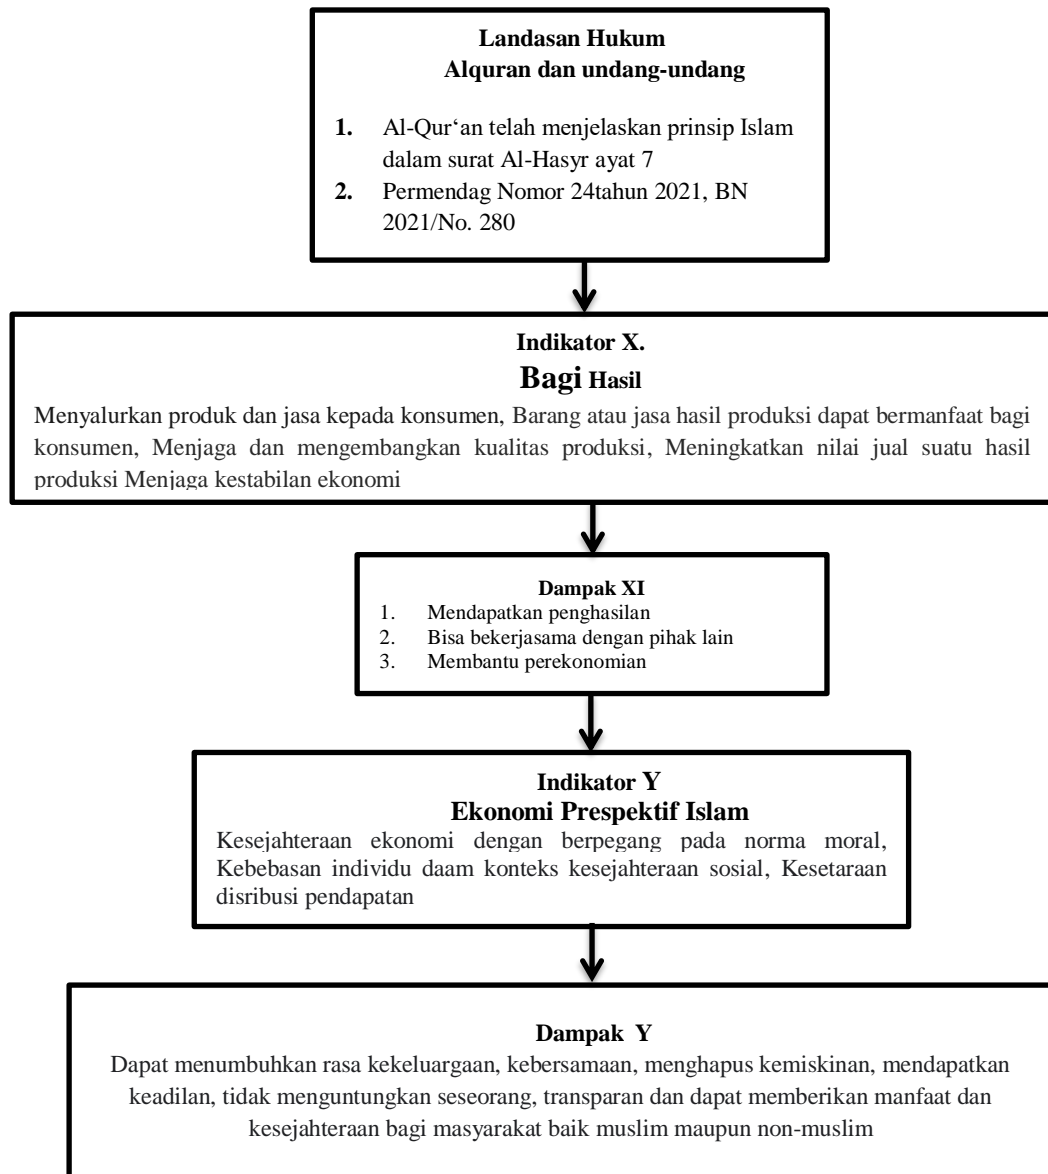 Landasan Hukum
Alquran dan undang-undang
1. Al-Qur‘an telah menjelaskan prinsip Islam
dalam surat Al-Hasyr ayat 7
2. Permendag Nomor 24tahun 2021, BN
2021/No. 280
Indikator X.
Bagi Hasil
Menyalurkan produk dan jasa kepada konsumen, Barang atau jasa hasil produksi dapat bermanfaat bagi
konsumen, Menjaga dan mengembangkan kualitas produksi, Meningkatkan nilai jual suatu hasil
produksi Menjaga kestabilan ekonomi
Dampak XI
1. Mendapatkan penghasilan
2. Bisa bekerjasama dengan pihak lain
3. Membantu perekonomian
Indikator Y
Ekonomi Prespektif Islam
Kesejahteraan ekonomi dengan berpegang pada norma moral,
Kebebasan individu daam konteks kesejahteraan sosial, Kesetaraan
disribusi pendapatan
Dampak Y
Dapat menumbuhkan rasa kekeluargaan, kebersamaan, menghapus kemiskinan, mendapatkan
keadilan, tidak menguntungkan seseorang, transparan dan dapat memberikan manfaat dan
kesejahteraan bagi masyarakat baik muslim maupun non-muslim